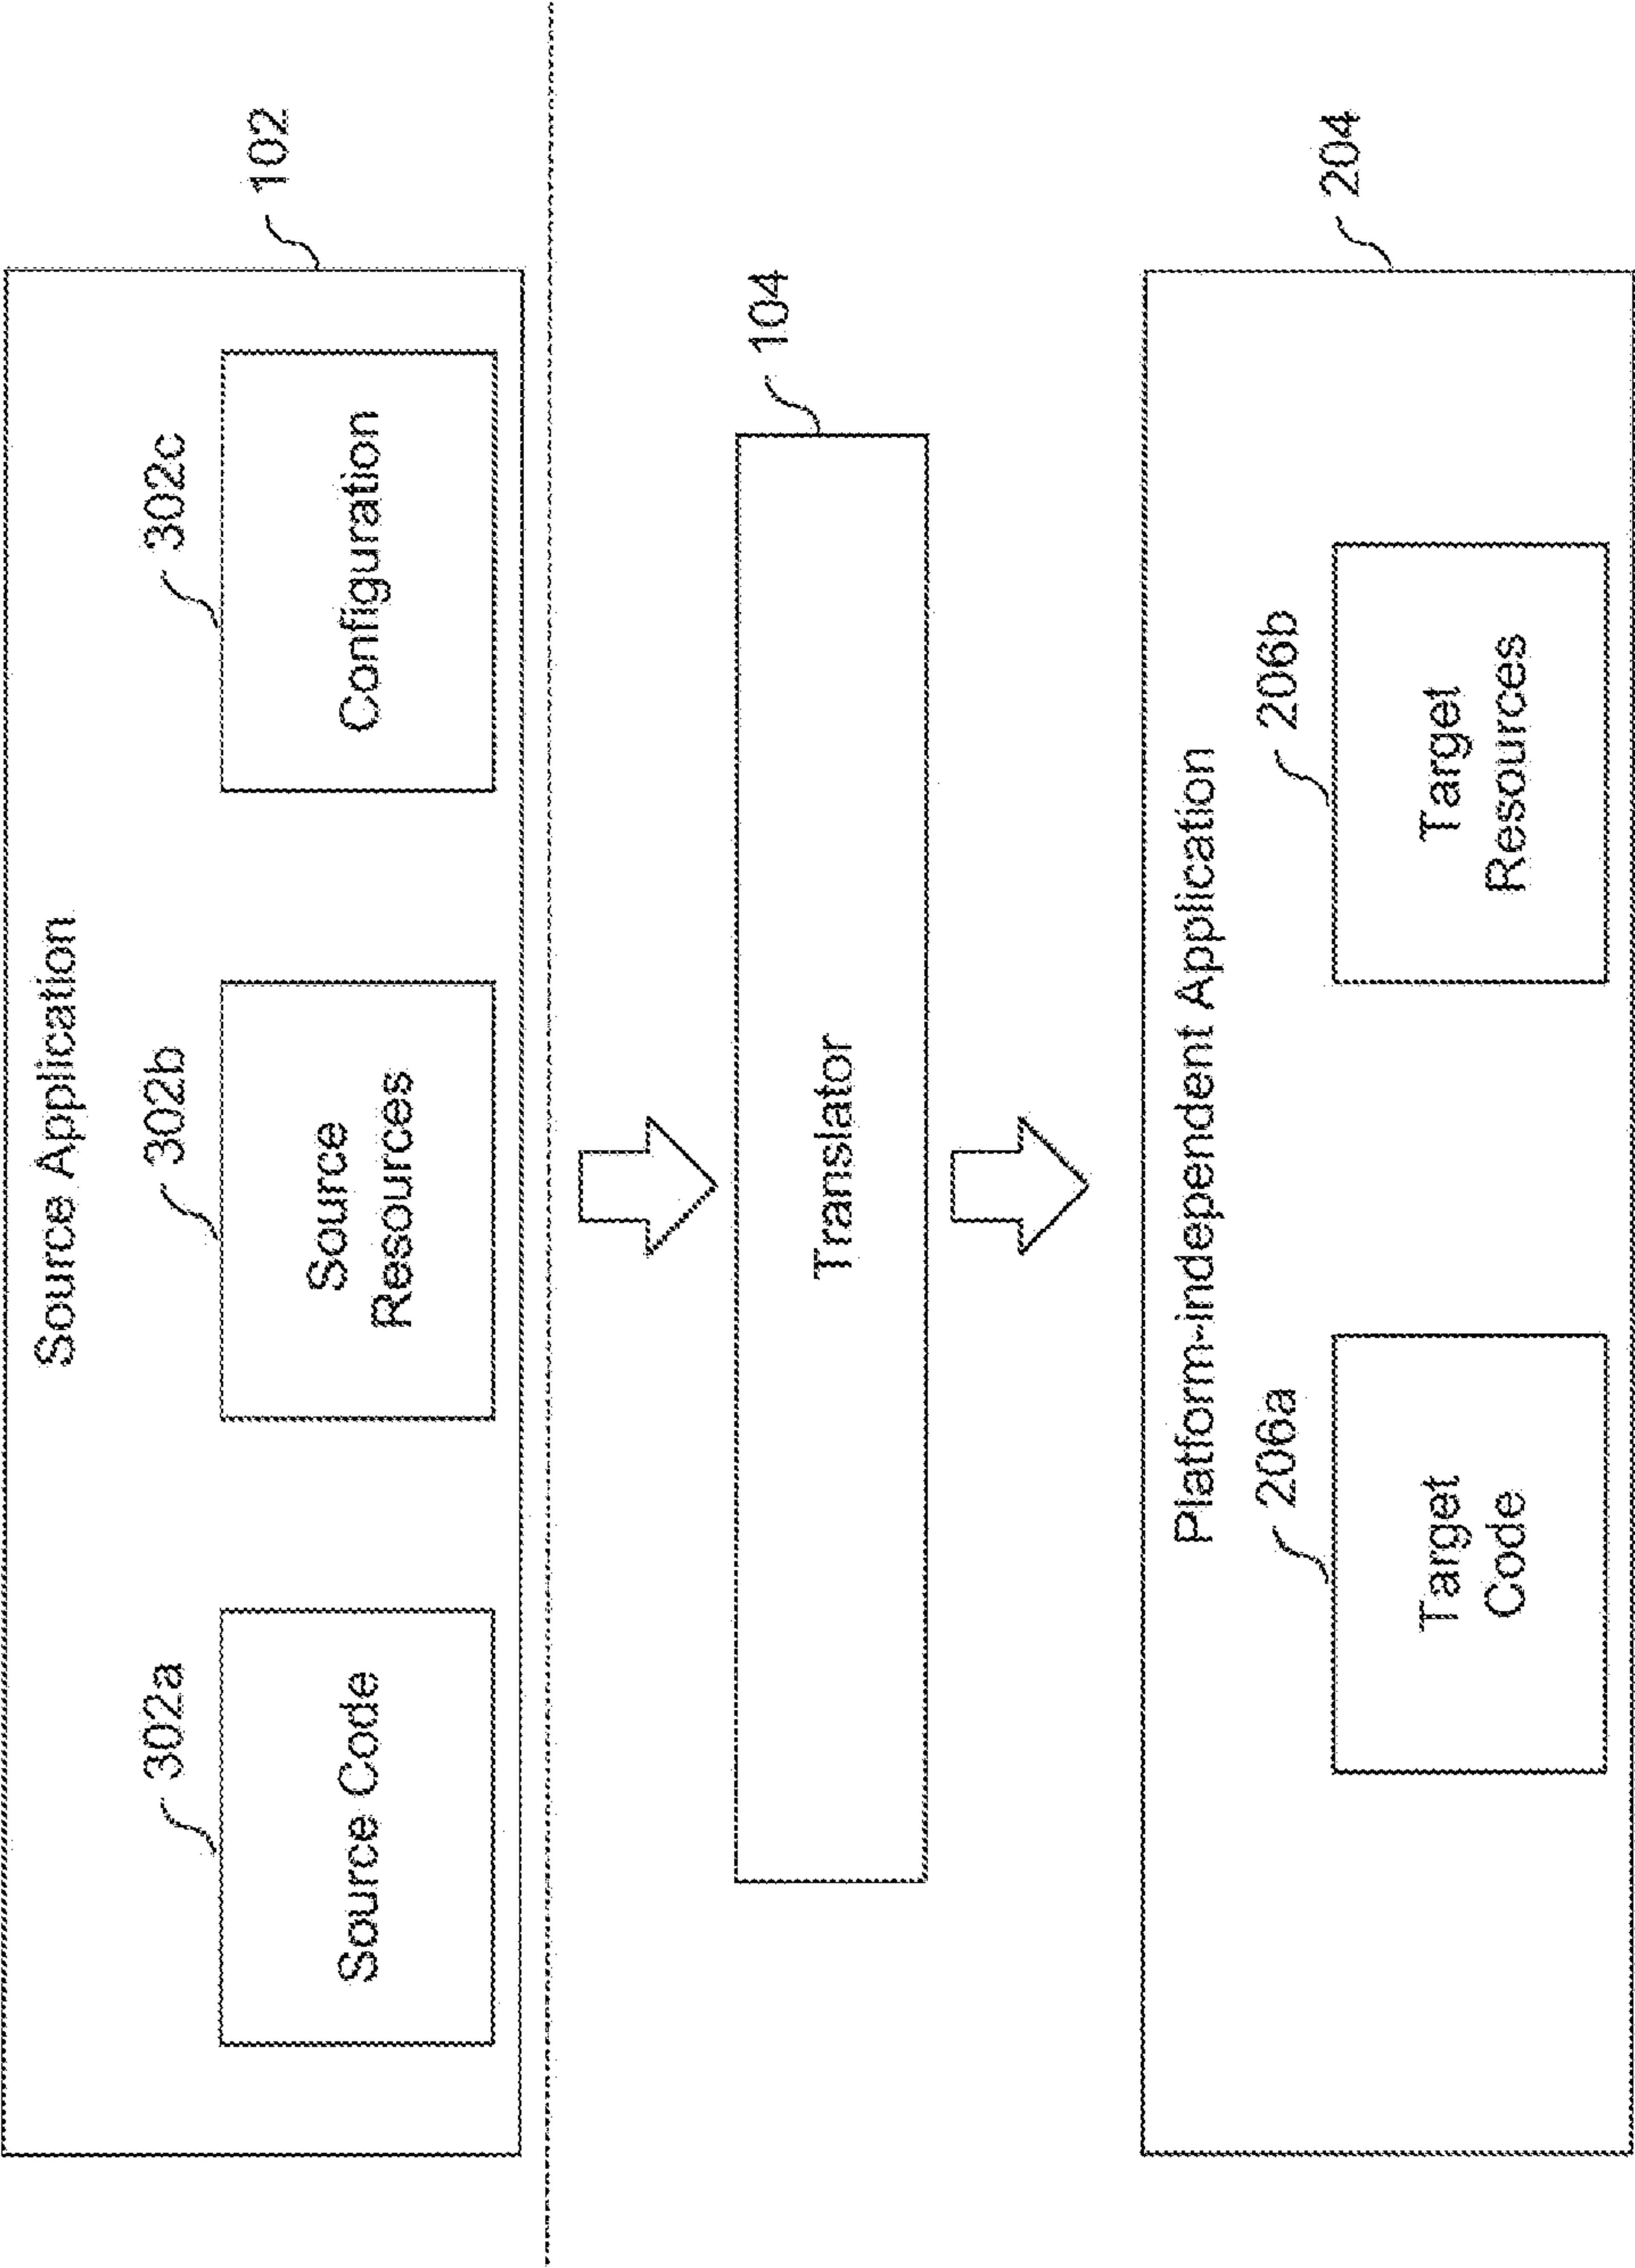 102
Source Application
302a
302b
302c
Source Code
Source
Resources
Configuration
104
Translator
204
Platform-independent Application
206a
206b
Target
Code
Target
Resources